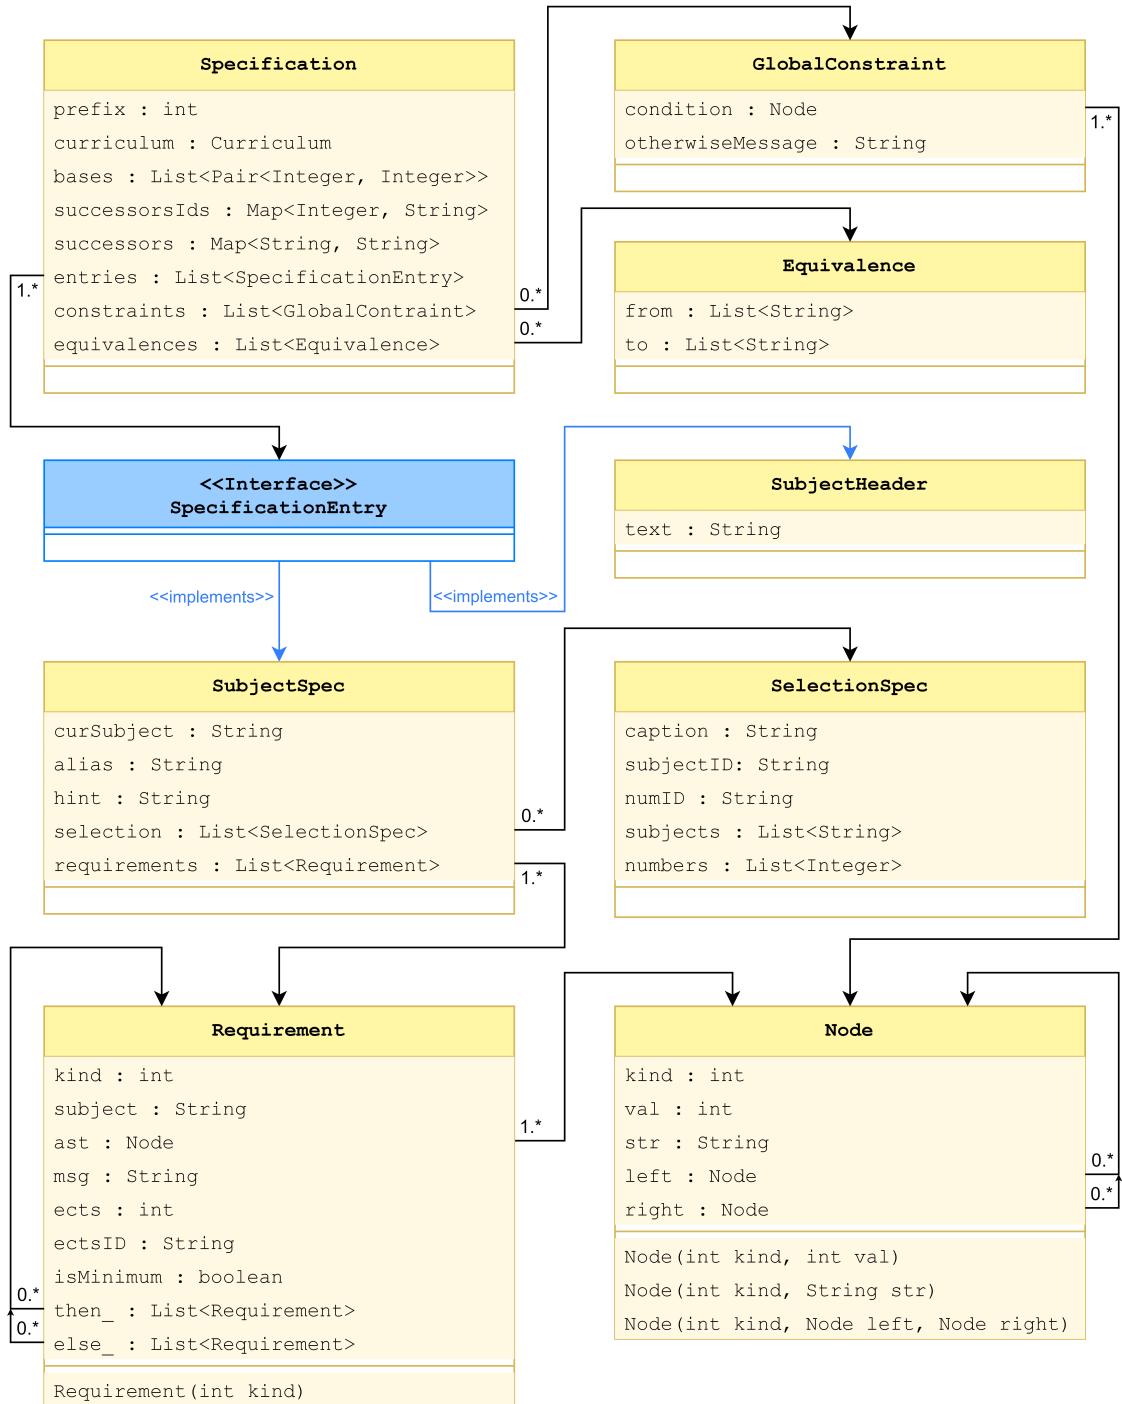 Specification
prefix : int
curriculum : Curriculum
bases : List<Pair<Integer, Integer>>
successorsIds : Map<Integer, String>
successors : Map<String, String>
entries : List<SpecificationEntry>
constraints : List<GlobalContraint>
equivalences : List<Equivalence>
1.*
0.*
0.*
GlobalConstraint
condition : Node
otherwiseMessage : String
1.*
Equivalence
from : List<String>
to : List<String>
<<Interface>>
SpecificationEntry
<<implements>>
<<implements>>
SubjectHeader
text : String
SubjectSpec
curSubject : String
alias : String
hint : String
selection : List<SelectionSpec>
requirements : List<Requirement>
0.*
1.*
SelectionSpec
caption : String
subjectID: String
numID : String
subjects : List<String>
numbers : List<Integer>
Requirement
kind : int
subject : String
ast : Node
msg : String
ects : int
ectsID : String
isMinimum : boolean
then_ : List<Requirement>
else_ : List<Requirement>
Requirement(int kind)
1.*
0.*
0.*
Node
kind : int
val : int
str : String
left : Node
right : Node
0.*
0.*
Node(int kind, int val)
Node(int kind, String str)
Node(int kind, Node left, Node right)